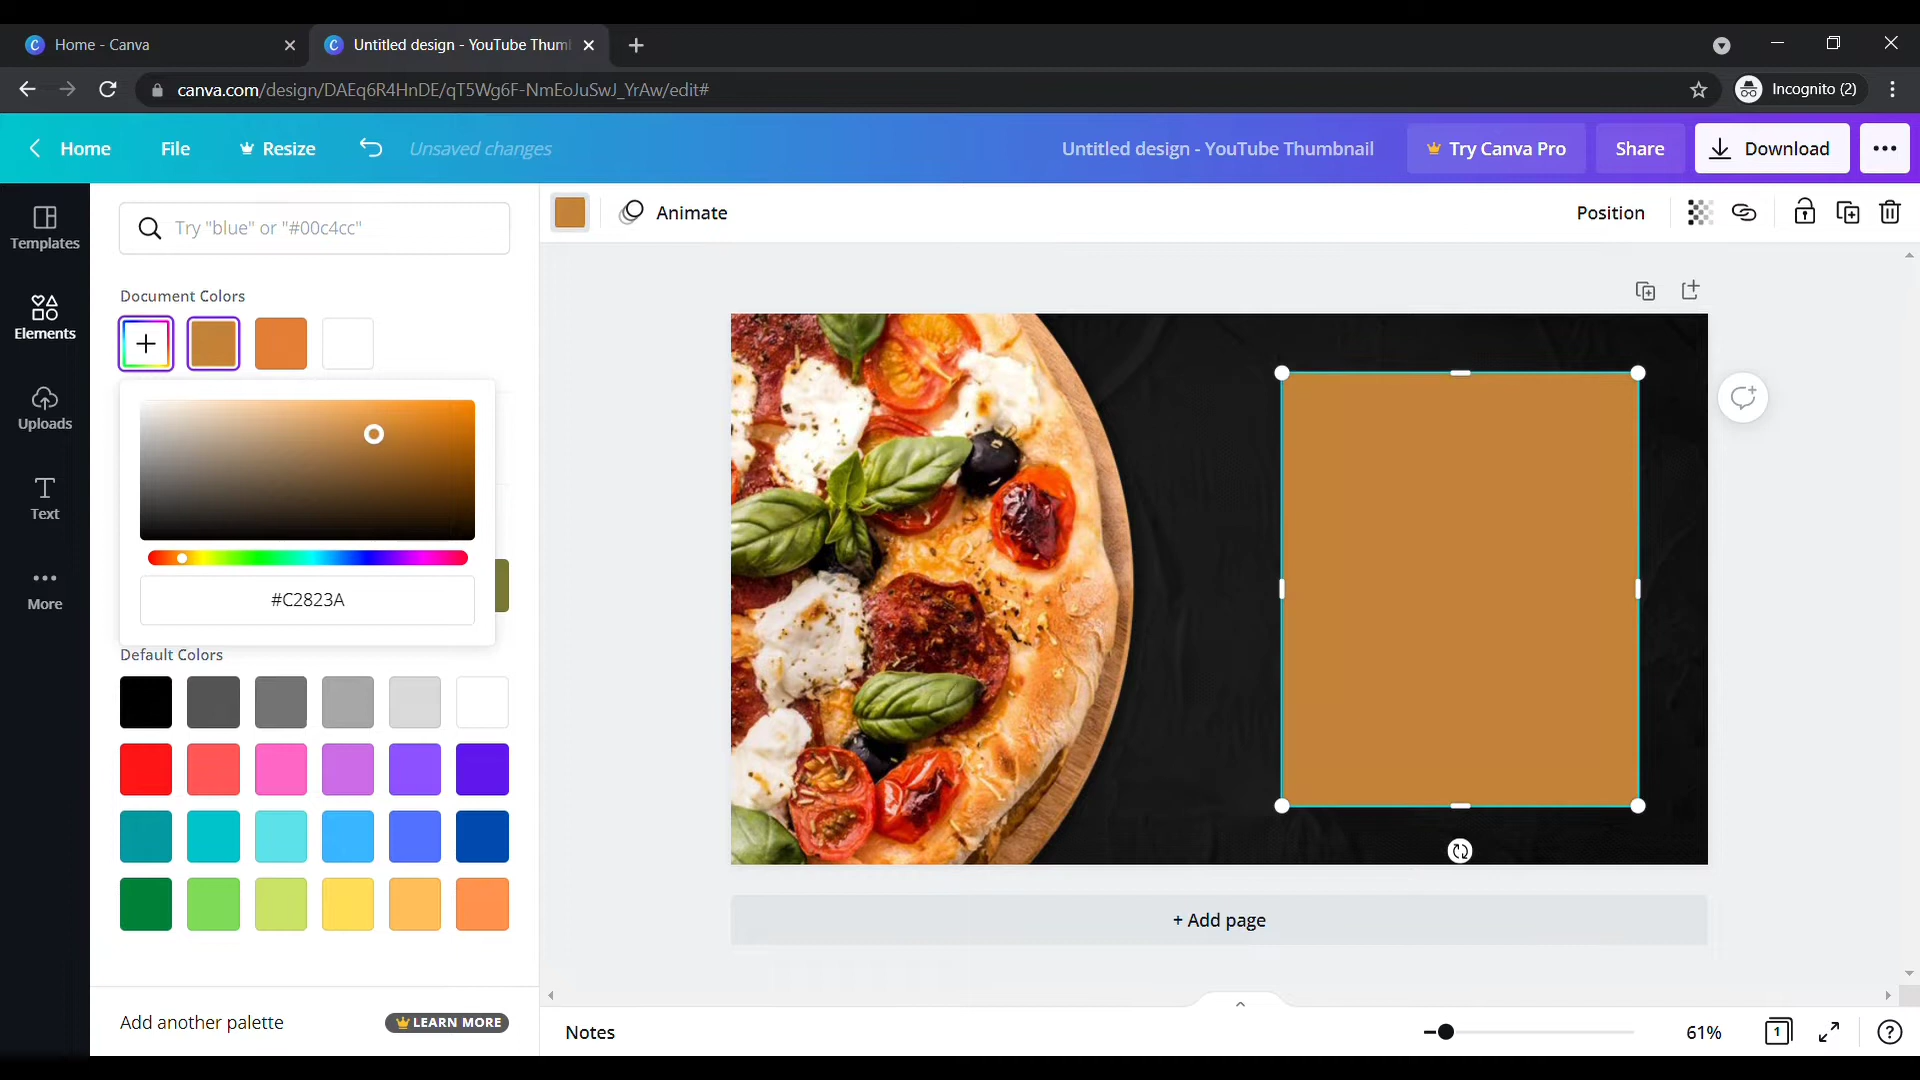 Home - Canva
Untitled design - YouTube Thum
canva.com/design/DAEq6R4HnDE/qT5Wg6F-NmEoJuSwJ_YrAw/edit#
Incognito (2)
Home
File
Resize
Unsaved changes
Untitled design - YouTube Thumbnail
Try Canva Pro
Share
Download
Templates
Elements
Uploads
Text
More
Try "blue" or "#00c4cc"
Animate
Position
Document Colors
#C2823A
Default Colors
+ Add page
Add another palette
LEARN MORE
Notes
61%
1